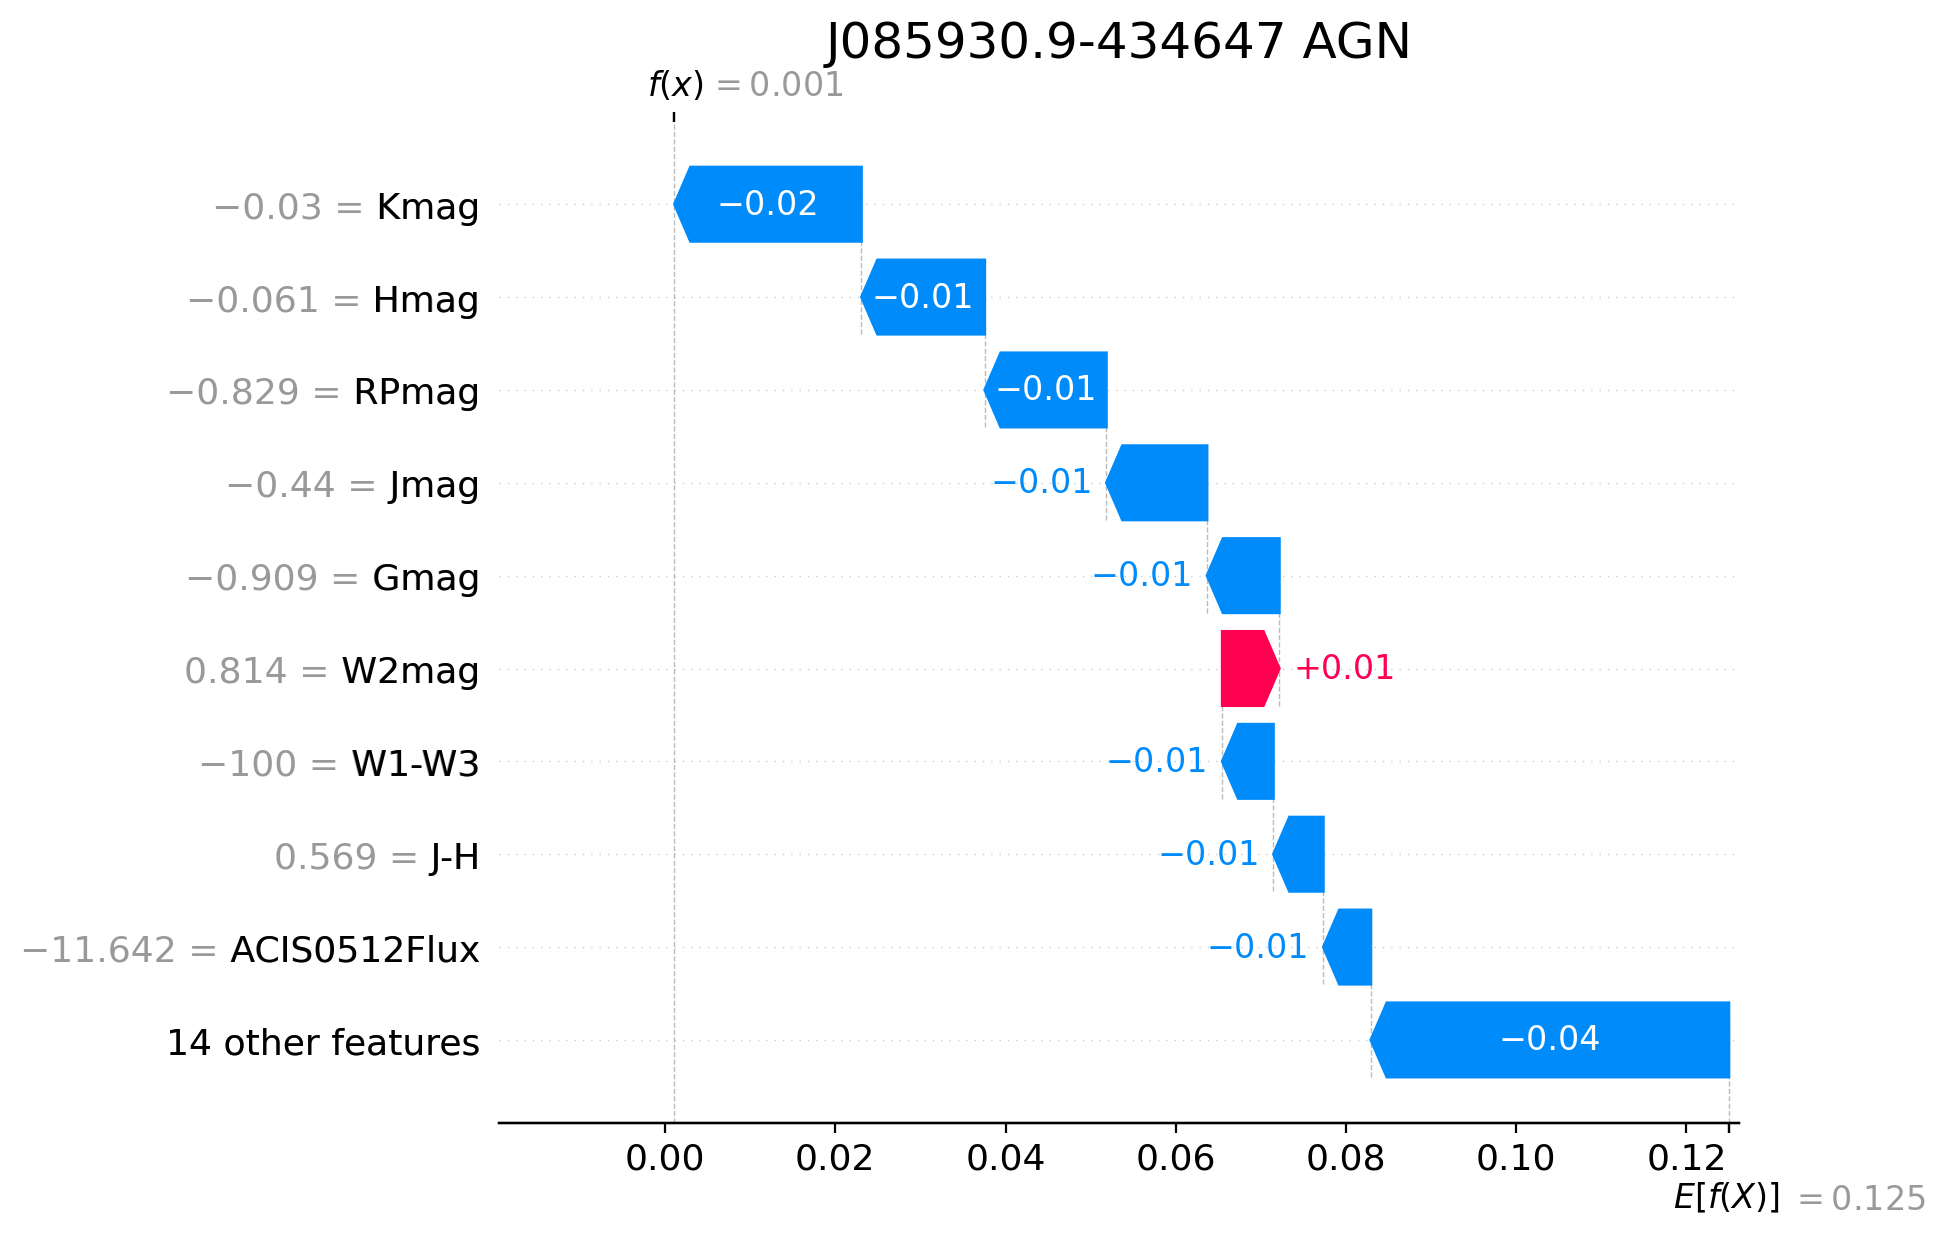 J085930.9-434647 AGN
f(x) = 0.001
−0.03 = Kmag
−0.02
−0.061 = Hmag
−0.01
−0.829 = RPmag
−0.01
−0.44 = Jmag
−0.01
−0.909 = Gmag
−0.01
0.814 = W2mag
+0.01
−100 = W1-W3
−0.01
0.569 = J-H
−0.01
−11.642 = ACIS0512Flux
−0.01
14 other features
−0.04
0.00 0.02 0.04 0.06 0.08 0.10 0.12
E[f(X)] = 0.125